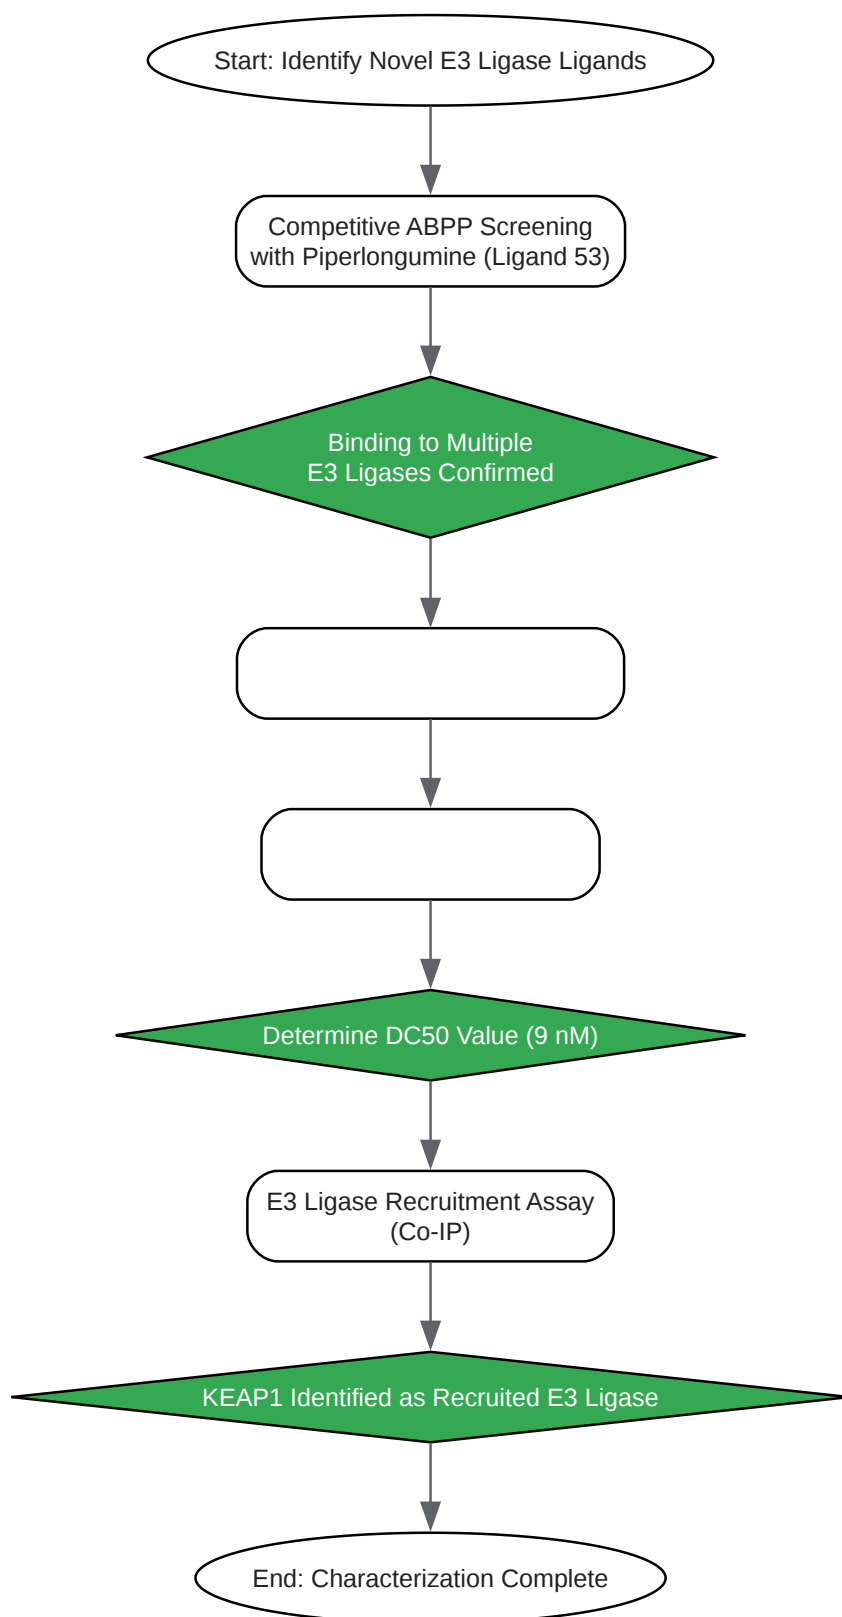 Start: Identify Novel E3 Ligase Ligands
Competitive ABPP Screening
with Piperlongumine (Ligand 53)
Binding to Multiple
E3 Ligases Confirmed
Determine DC50 Value (9 nM)
E3 Ligase Recruitment Assay
(Co-IP)
KEAP1 Identified as Recruited E3 Ligase
End: Characterization Complete